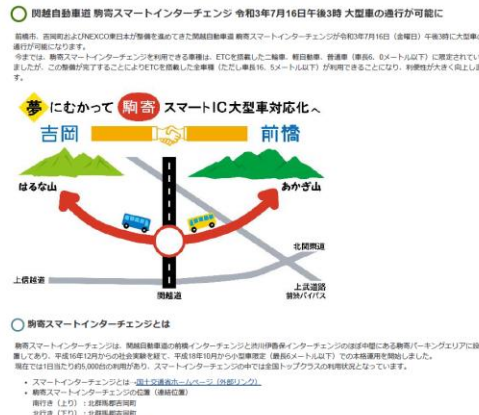 関越自動車道 駒寄スマートインターチェンジ 令和3年7月16日午後3時 大型車の通行が可能に
前橋市、吉岡町およびNEXCO東日本が整備を進めてきた関越自動車道 駒寄スマートインターチェンジが令和3年7月16日（金曜日）午後3時に大型車の
通行が可能になります。
今までは、駒寄スマートインターチェンジを利用できる車種は、ETCを搭載した二輪車、軽自動車、普通車（車長6．0メートル以下）に限定されてい
ましたが、この整備が完了することによりETCを搭載した全車種（ただし車長16．5メートル以下）が利用できることになり、利便性が大きく向上しま
す。
夢にむかって 駒寄 スマートIC大型車対応化へ
吉岡 前橋
はるな山 あかぎ山
北関東道
上信越道
関越道
上武道路
駒寄スマートインターチェンジとは
駒寄スマートインターチェンジは、関越自動車道の前橋インターチェンジと渋川伊香保インターチェンジのほぼ中間にある駒寄パーキングエリアに設
置してあり、平成16年12月からの社会実験を経て、平成18年10月から小型車限定（最長6メートル以下）での本格運用を開始しました。
現在では1日当たり約5,000台の利用があり、スマートインターチェンジの中では全国トップクラスの利用状況となっています。
・スマートインターチェンジとは→国土交通省ホームページ（外部リンク）
・駒寄スマートインターチェンジの位置（連結位置）
南行き（上り）：北群馬郡吉岡町
北行き（下り）：北群馬郡吉岡町